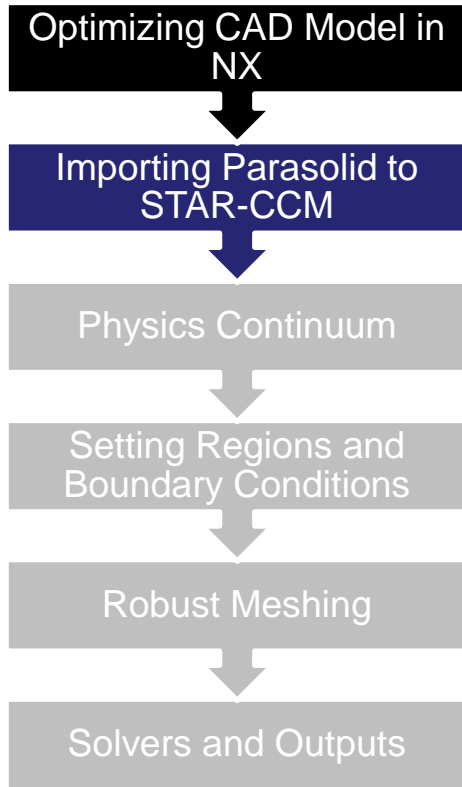 Optimizing CAD Model in
NX
Importing Parasolid to
STAR-CCM
Physics Continuum
Setting Regions and
Boundary Conditions
Robust Meshing
Solvers and Outputs